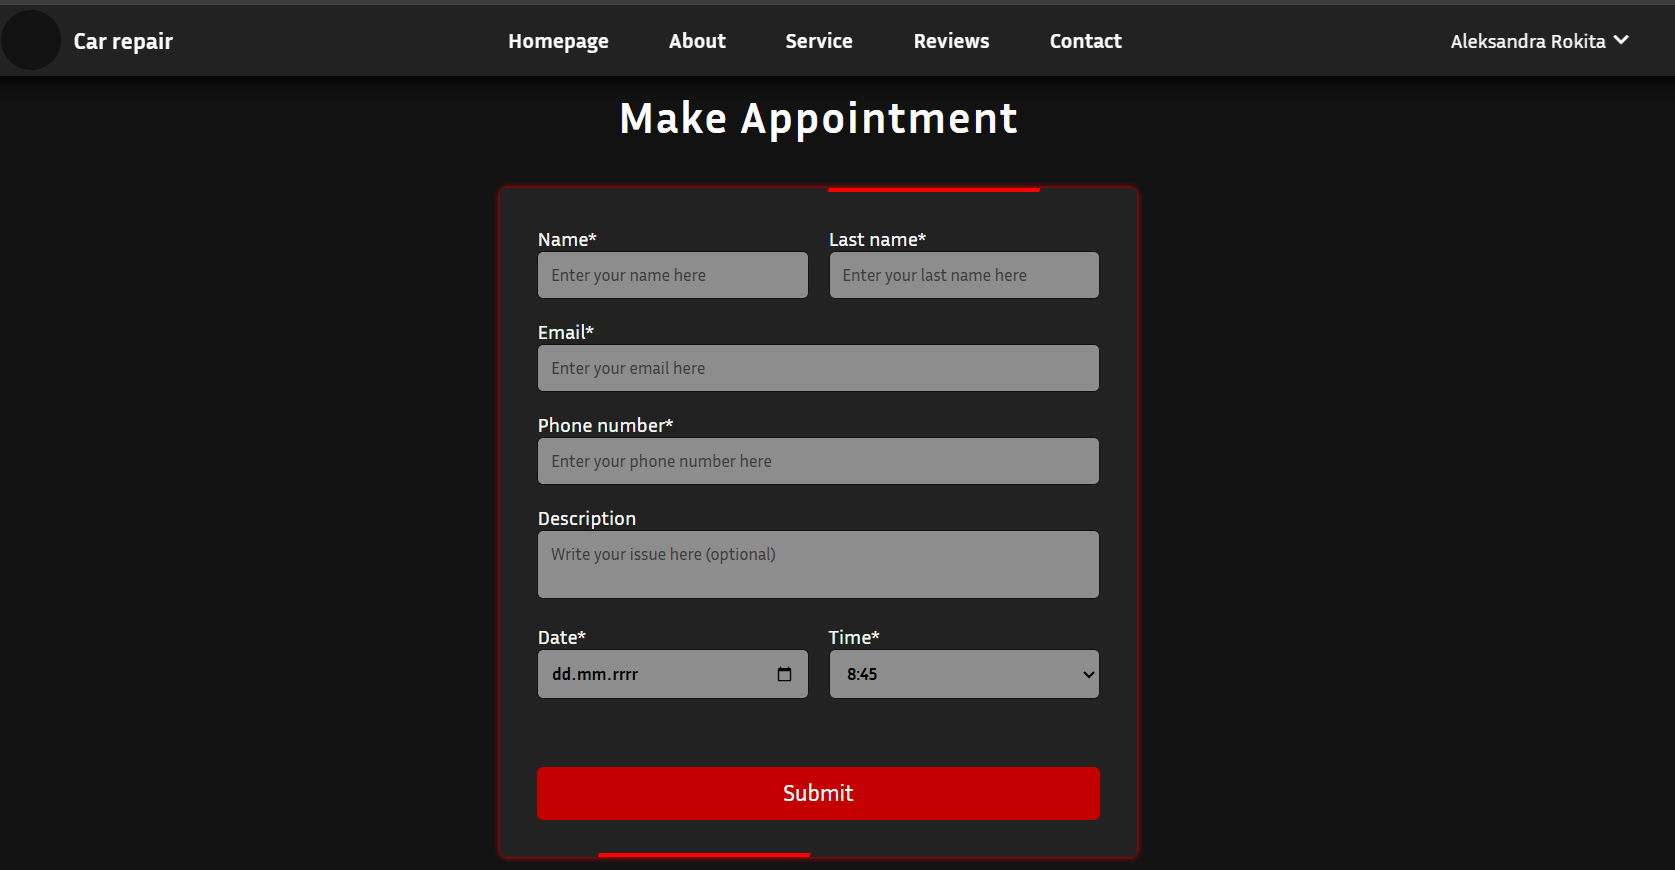 Car repair
Homepage About Service Reviews Contact
Aleksandra Rokita
Make Appointment
Name* Last name*
Enter your name here Enter your last name here
Email*
Enter your email here
Phone number*
Enter your phone number here
Description
Write your issue here (optional)
Date* Time*
dd.mm.rrrr 8:45
Submit